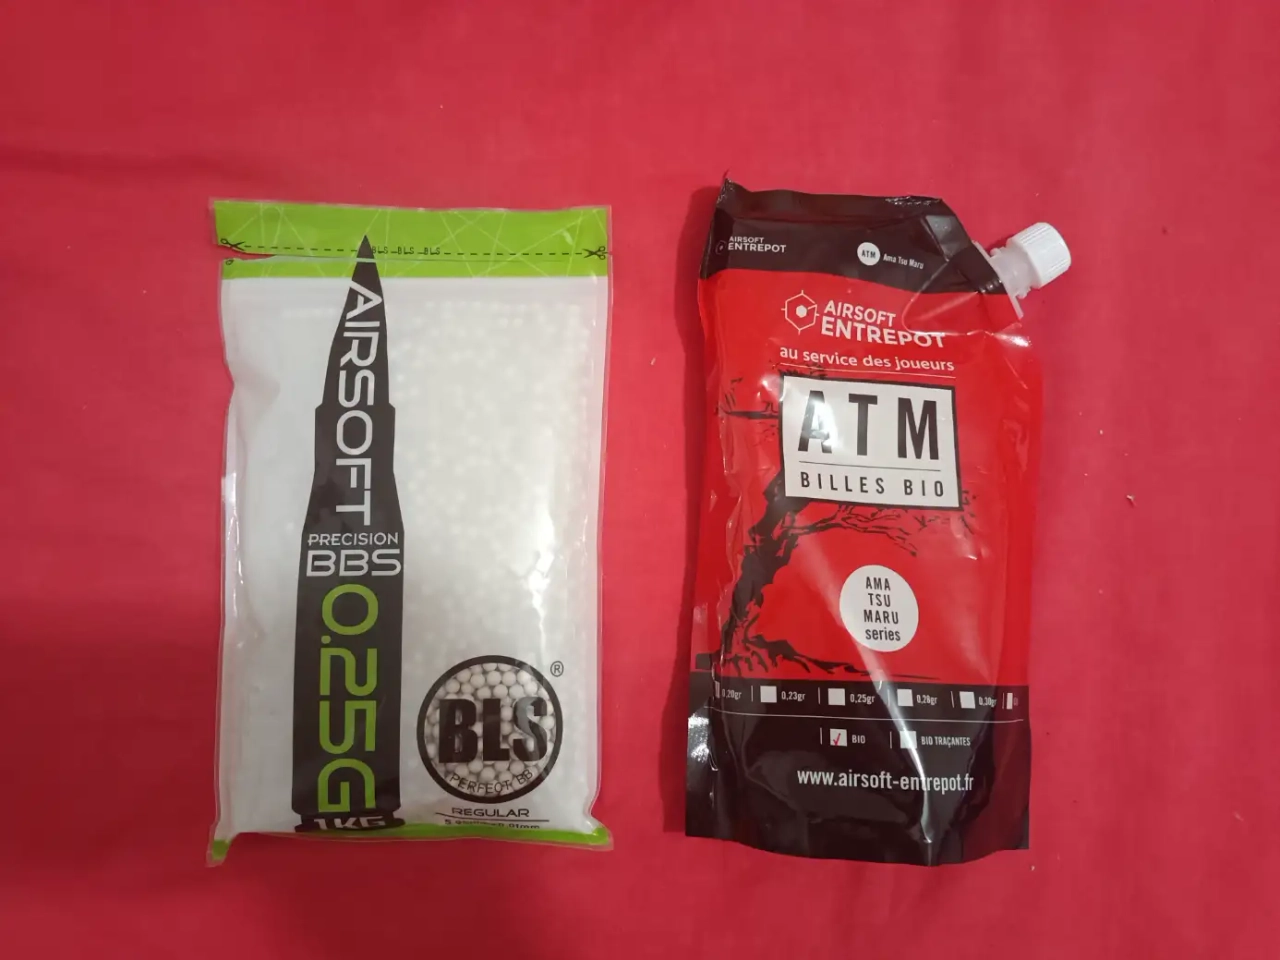 BLS BLS BLS
AIRSOFT
PRECISION
BBS
0.25G
1KG
®
BLS
PERFECT BB
REGULAR
AIRSOFT
ENTREPOT
ATM
Ama Tsu Maru
AIRSOFT
ENTREPOT
au service des joueurs
ATM
BILLES BIO
AMA
TSU
MARU
series
0,20gr 0,23gr 0,25gr 0,28gr 0,30gr
BIO BIO TRAÇANTES
www.airsoft-entrepot.fr